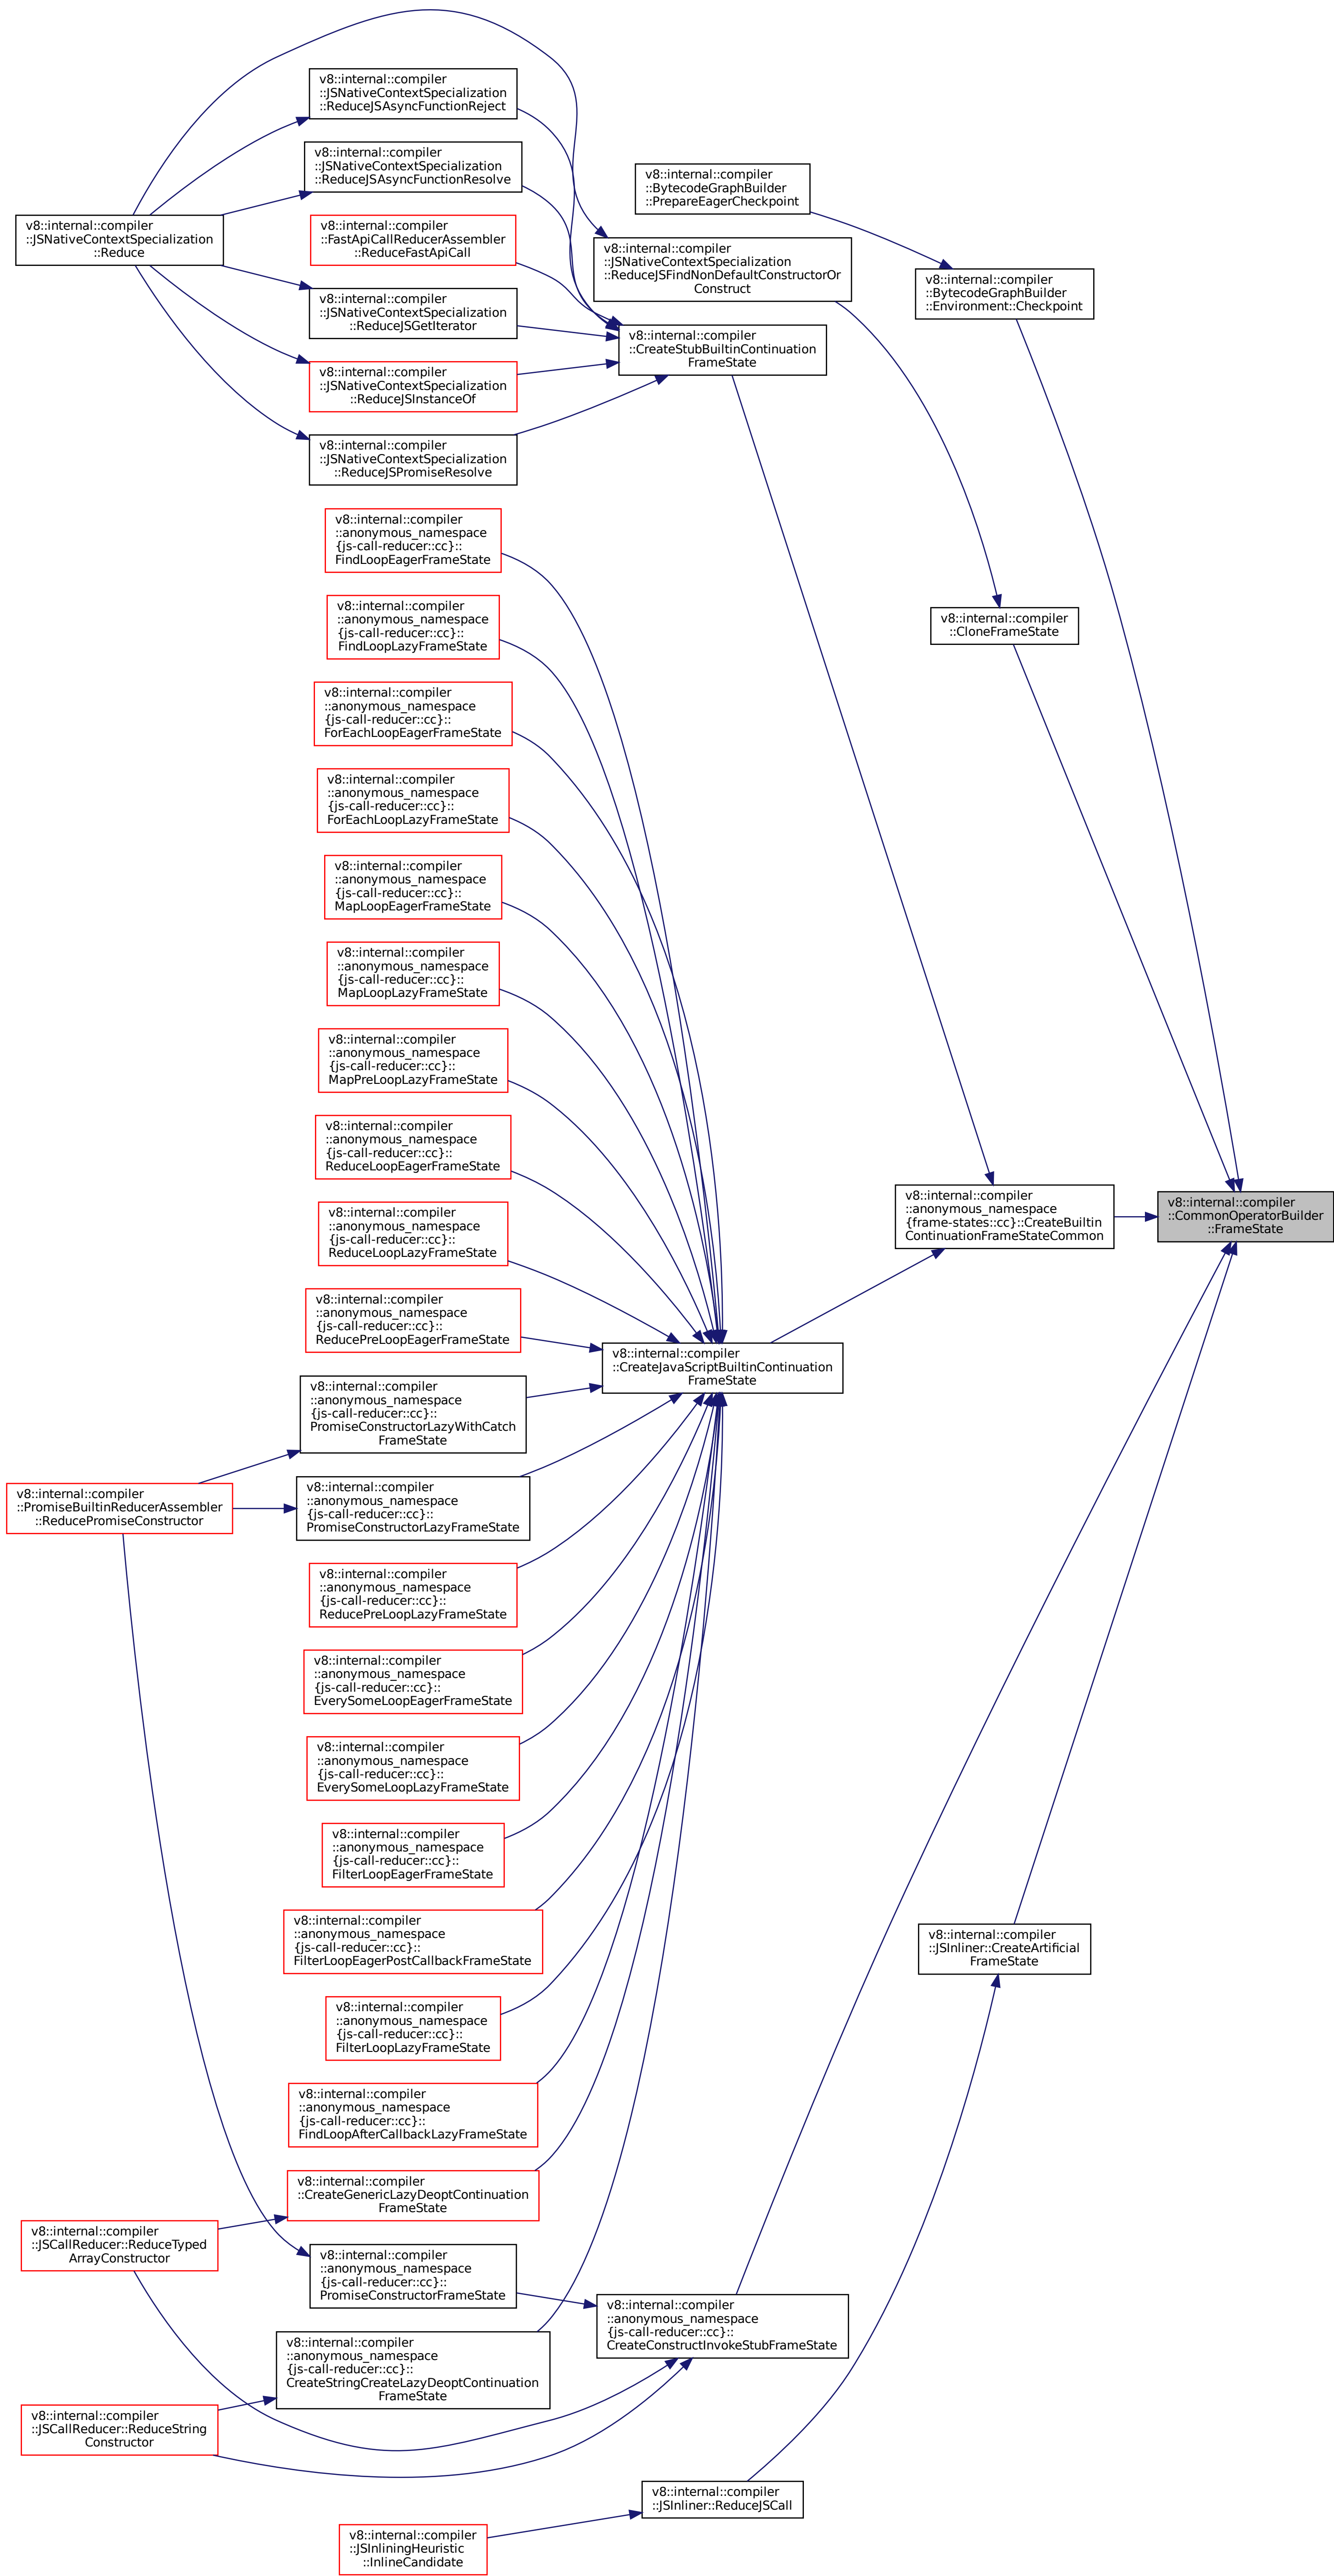 v8::internal::compiler
::JSNativeContextSpecialization
::ReduceJSAsyncFunctionReject
v8::internal::compiler
::JSNativeContextSpecialization
::ReduceJSAsyncFunctionResolve
v8::internal::compiler
::BytecodeGraphBuilder
::PrepareEagerCheckpoint
v8::internal::compiler
::JSNativeContextSpecialization
::Reduce
v8::internal::compiler
::FastApiCallReducerAssembler
::ReduceFastApiCall
v8::internal::compiler
::JSNativeContextSpecialization
::ReduceJSFindNonDefaultConstructorOr
Construct
v8::internal::compiler
::BytecodeGraphBuilder
::Environment::Checkpoint
v8::internal::compiler
::JSNativeContextSpecialization
::ReduceJSGetIterator
v8::internal::compiler
::CreateStubBuiltinContinuation
FrameState
v8::internal::compiler
::JSNativeContextSpecialization
::ReduceJSInstanceOf
v8::internal::compiler
::JSNativeContextSpecialization
::ReduceJSPromiseResolve
v8::internal::compiler
::anonymous_namespace
{js-call-reducer::cc}::
FindLoopEagerFrameState
v8::internal::compiler
::anonymous_namespace
{js-call-reducer::cc}::
FindLoopLazyFrameState
v8::internal::compiler
::CloneFrameState
v8::internal::compiler
::anonymous_namespace
{js-call-reducer::cc}::
ForEachLoopEagerFrameState
v8::internal::compiler
::anonymous_namespace
{js-call-reducer::cc}::
ForEachLoopLazyFrameState
v8::internal::compiler
::anonymous_namespace
{js-call-reducer::cc}::
MapLoopEagerFrameState
v8::internal::compiler
::anonymous_namespace
{js-call-reducer::cc}::
MapLoopLazyFrameState
v8::internal::compiler
::anonymous_namespace
{js-call-reducer::cc}::
MapPreLoopLazyFrameState
v8::internal::compiler
::anonymous_namespace
{js-call-reducer::cc}::
ReduceLoopEagerFrameState
v8::internal::compiler
::anonymous_namespace
{frame-states::cc}::CreateBuiltin
ContinuationFrameStateCommon
v8::internal::compiler
::CommonOperatorBuilder
::FrameState
v8::internal::compiler
::anonymous_namespace
{js-call-reducer::cc}::
ReduceLoopLazyFrameState
v8::internal::compiler
::anonymous_namespace
{js-call-reducer::cc}::
ReducePreLoopEagerFrameState
v8::internal::compiler
::CreateJavaScriptBuiltinContinuation
FrameState
v8::internal::compiler
::anonymous_namespace
{js-call-reducer::cc}::
PromiseConstructorLazyWithCatch
FrameState
v8::internal::compiler
::PromiseBuiltinReducerAssembler
::ReducePromiseConstructor
v8::internal::compiler
::anonymous_namespace
{js-call-reducer::cc}::
PromiseConstructorLazyFrameState
v8::internal::compiler
::anonymous_namespace
{js-call-reducer::cc}::
ReducePreLoopLazyFrameState
v8::internal::compiler
::anonymous_namespace
{js-call-reducer::cc}::
EverySomeLoopEagerFrameState
v8::internal::compiler
::anonymous_namespace
{js-call-reducer::cc}::
EverySomeLoopLazyFrameState
v8::internal::compiler
::anonymous_namespace
{js-call-reducer::cc}::
FilterLoopEagerFrameState
v8::internal::compiler
::anonymous_namespace
{js-call-reducer::cc}::
FilterLoopEagerPostCallbackFrameState
v8::internal::compiler
::JSInliner::CreateArtificial
FrameState
v8::internal::compiler
::anonymous_namespace
{js-call-reducer::cc}::
FilterLoopLazyFrameState
v8::internal::compiler
::anonymous_namespace
{js-call-reducer::cc}::
FindLoopAfterCallbackLazyFrameState
v8::internal::compiler
::CreateGenericLazyDeoptContinuation
FrameState
v8::internal::compiler
::JSCallReducer::ReduceTyped
ArrayConstructor
v8::internal::compiler
::anonymous_namespace
{js-call-reducer::cc}::
PromiseConstructorFrameState
v8::internal::compiler
::anonymous_namespace
{js-call-reducer::cc}::
CreateConstructInvokeStubFrameState
v8::internal::compiler
::anonymous_namespace
{js-call-reducer::cc}::
CreateStringCreateLazyDeoptContinuation
FrameState
v8::internal::compiler
::JSCallReducer::ReduceString
Constructor
v8::internal::compiler
::JSInliner::ReduceJSCall
v8::internal::compiler
::JSInliningHeuristic
::InlineCandidate